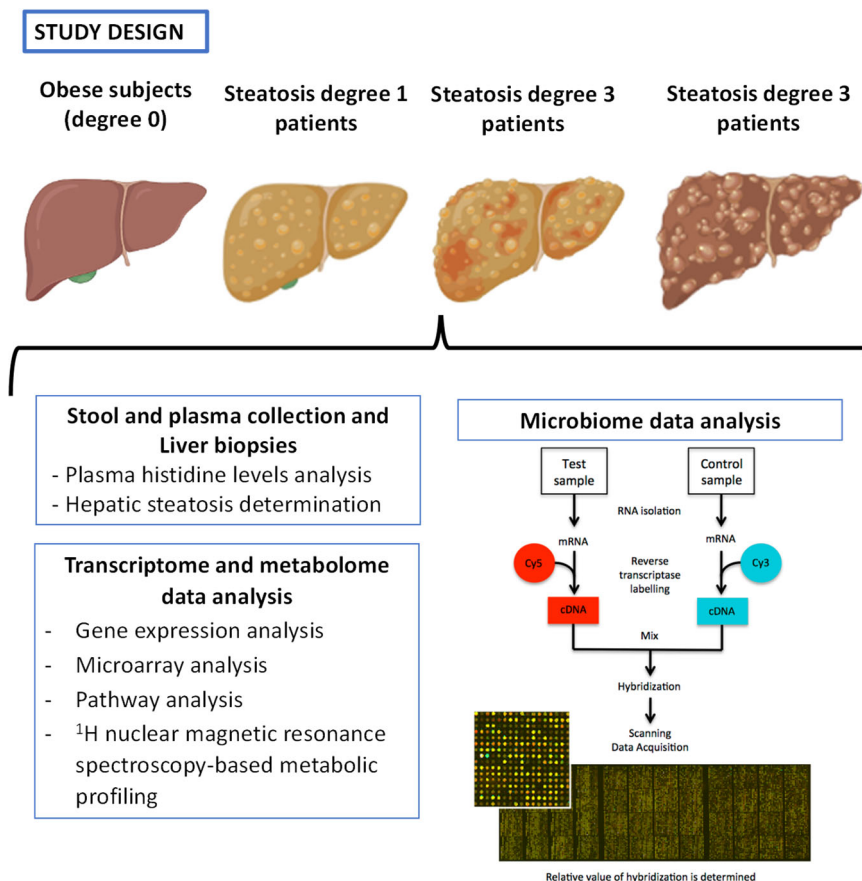 STUDY DESIGN
Obese subjects
(degree 0)
Steatosis degree 1
patients
Steatosis degree 3
patients
Steatosis degree 3
patients
Stool and plasma collection and
Liver biopsies
- Plasma histidine levels analysis
- Hepatic steatosis determination
Transcriptome and metabolome
data analysis
- Gene expression analysis
- Microarray analysis
- Pathway analysis
- ¹H nuclear magnetic resonance
spectroscopy-based metabolic
profiling
Microbiome data analysis
Test
sample
Control
sample
RNA isolation
mRNA
mRNA
Cy5
Reverse
transcriptase
labelling
Cy3
cDNA
cDNA
Mix
Hybridization
Scanning
Data Acquisition
Relative value of hybridization is determined